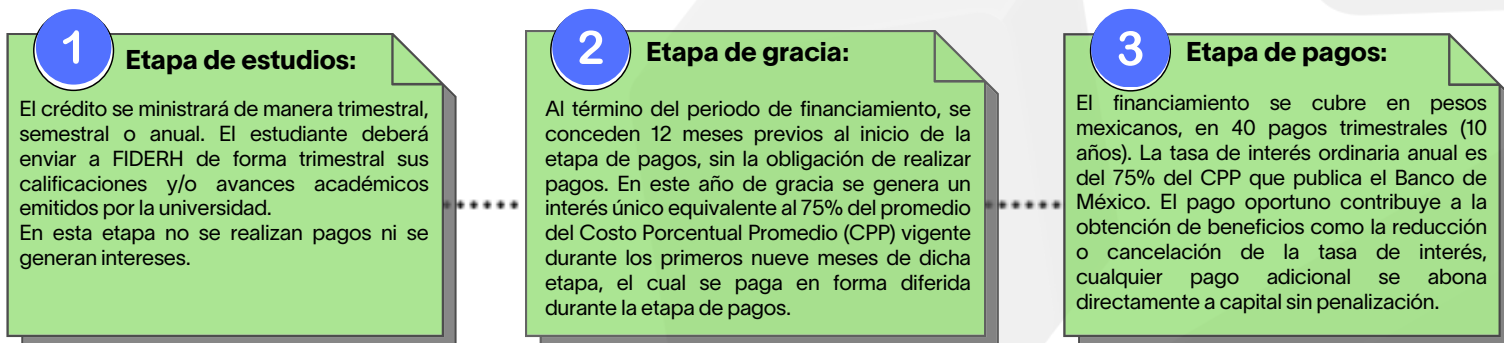 1
Etapa de estudios:
El crédito se ministrará de manera trimestral,
semestral o anual. El estudiante deberá
enviar a FIDERH de forma trimestral sus
calificaciones y/o avances académicos
emitidos por la universidad.
En esta etapa no se realizan pagos ni se
generan intereses.
2
Etapa de gracia:
Al término del periodo de financiamiento, se
conceden 12 meses previos al inicio de la
etapa de pagos, sin la obligación de realizar
pagos. En este año de gracia se genera un
interés único equivalente al 75% del promedio
del Costo Porcentual Promedio (CPP) vigente
durante los primeros nueve meses de dicha
etapa, el cual se paga en forma diferida
durante la etapa de pagos.
3
Etapa de pagos:
El financiamiento se cubre en pesos
mexicanos, en 40 pagos trimestrales (10
años). La tasa de interés ordinaria anual es
del 75% del CPP que publica el Banco de
México. El pago oportuno contribuye a la
obtención de beneficios como la reducción
o cancelación de la tasa de interés,
cualquier pago adicional se abona
directamente a capital sin penalización.